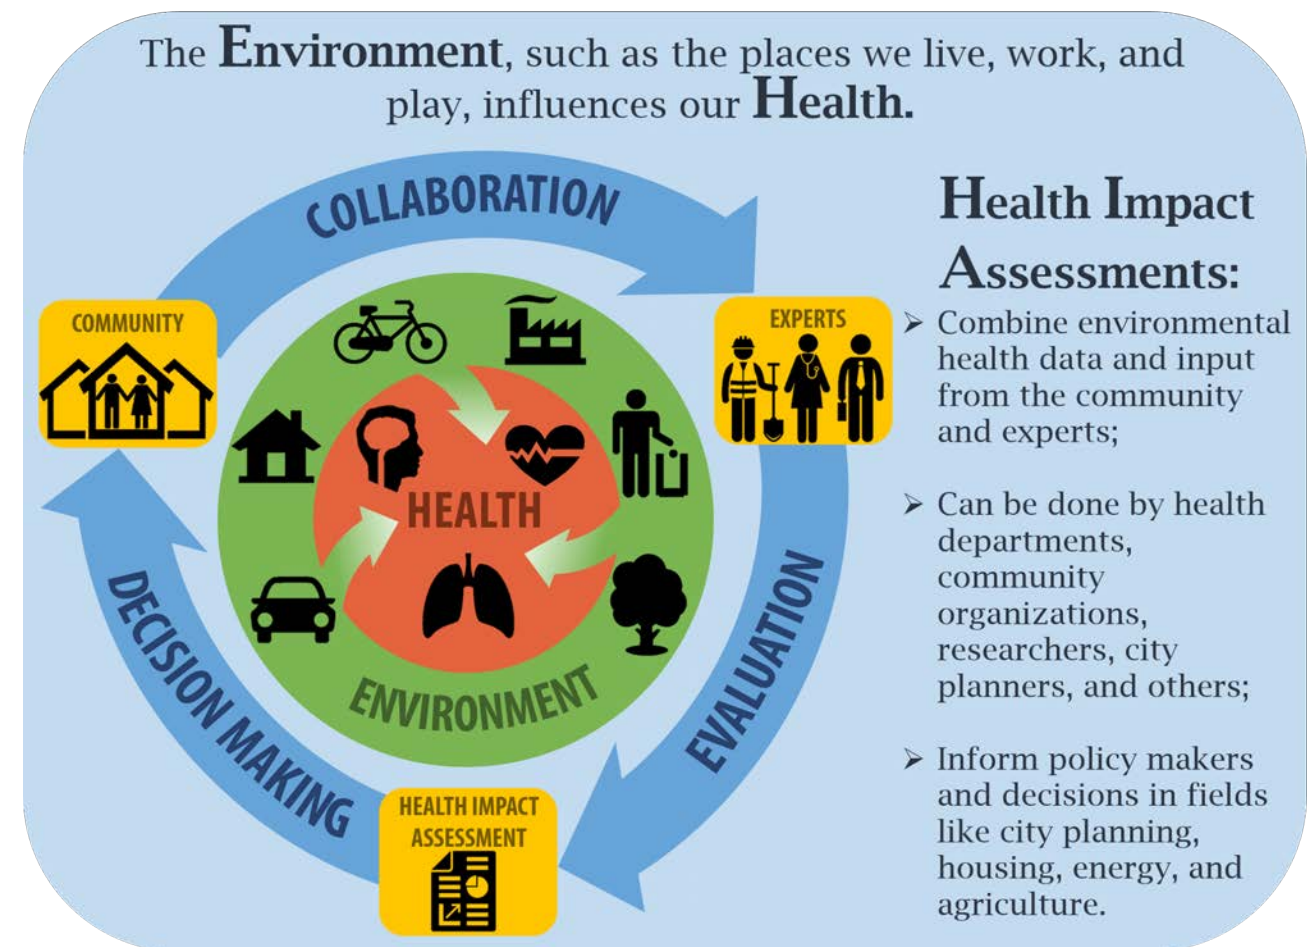 The Environment, such as the places we live, work, and
play, influences our Health.
COLLABORATION
COMMUNITY
EXPERTS
HEALTH
ENVIRONMENT
EVALUATION
DECISION MAKING
HEALTH IMPACT
ASSESSMENT
Health Impact
Assessments:
➢ Combine environmental
health data and input
from the community
and experts;
➢ Can be done by health
departments,
community
organizations,
researchers, city
planners, and others;
➢ Inform policy makers
and decisions in fields
like city planning,
housing, energy, and
agriculture.